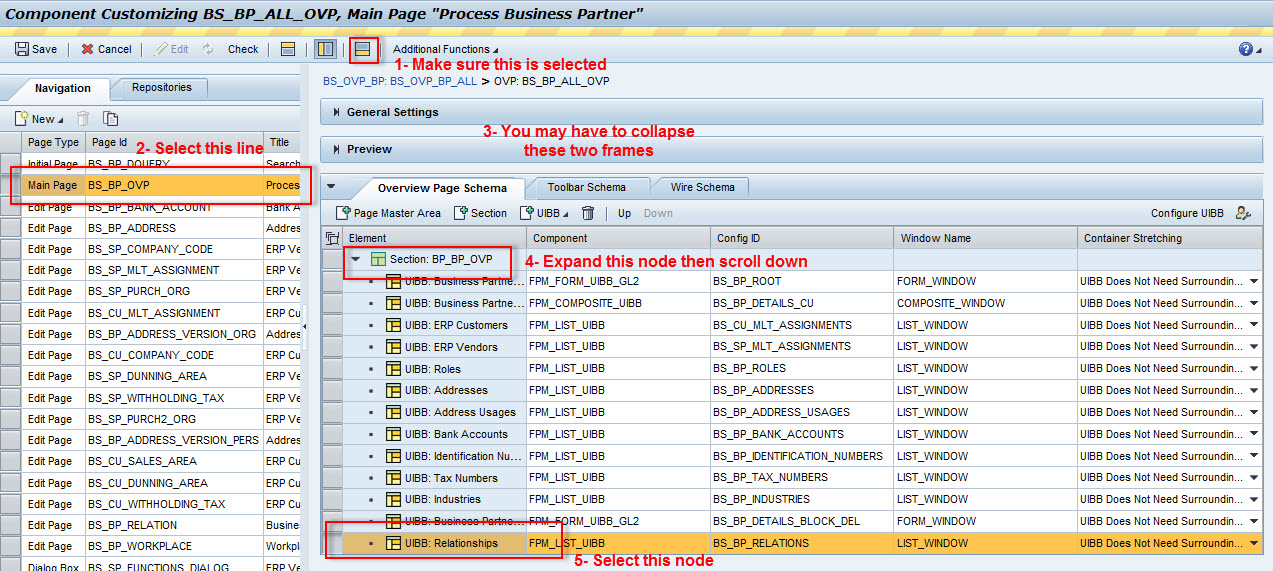 Component Customizing BS_BP_ALL_OVP, Main Page "Process Business Partner"
Save Cancel Edit Check Additional Functions
1- Make sure this is selected
Navigation Repositories
BS_OVP_BP: BS_OVP_BP_ALL > OVP: BS_BP_ALL_OVP
New
General Settings
3- You may have to collapse
these two frames
Preview
Page Type Page Id Title
2- Select this line
Initial Page BS_BP_DQUERY Search
Main Page BS_BP_OVP Proces
Edit Page BS_BP_BANK_ACCOUNT Bank A
Edit Page BS_BP_ADDRESS Addres
Edit Page BS_SP_COMPANY_CODE ERP Ve
Edit Page BS_SP_MLT_ASSIGNMENT ERP Ve
Edit Page BS_SP_PURCH_ORG ERP Ve
Edit Page BS_CU_MLT_ASSIGNMENT ERP Cu
Edit Page BS_BP_ADDRESS_VERSION_ORG Addres
Edit Page BS_CU_COMPANY_CODE ERP Cu
Edit Page BS_SP_DUNNING_AREA ERP Ve
Edit Page BS_SP_WITHHOLDING_TAX ERP Ve
Edit Page BS_SP_PURCH2_ORG ERP Ve
Edit Page BS_BP_ADDRESS_VERSION_PERS Addres
Edit Page BS_CU_SALES_AREA ERP Cu
Edit Page BS_CU_DUNNING_AREA ERP Cu
Edit Page BS_CU_WITHHOLDING_TAX ERP Cu
Edit Page BS_BP_RELATION Busine
Edit Page BS_BP_WORKPLACE Workpl
Dialog Box BS_SP_FUNCTIONS_DIALOG ERP Ve
Overview Page Schema Toolbar Schema Wire Schema
Page Master Area Section UIBB Up Down Configure UIBB
Element Component Config ID Window Name Container Stretching
Section: BP_BP_OVP
4- Expand this node then scroll down
UIBB: Business Partne... FPM_FORM_UIBB_GL2 BS_BP_ROOT FORM_WINDOW UIBB Does Not Need Surroundin...
UIBB: Business Partne... FPM_COMPOSITE_UIBB BS_BP_DETAILS_CU COMPOSITE_WINDOW UIBB Does Not Need Surroundin...
UIBB: ERP Customers FPM_LIST_UIBB BS_CU_MLT_ASSIGNMENTS LIST_WINDOW UIBB Does Not Need Surroundin...
UIBB: ERP Vendors FPM_LIST_UIBB BS_SP_MLT_ASSIGNMENTS LIST_WINDOW UIBB Does Not Need Surroundin...
UIBB: Roles FPM_LIST_UIBB BS_BP_ROLES LIST_WINDOW UIBB Does Not Need Surroundin...
UIBB: Addresses FPM_LIST_UIBB BS_BP_ADDRESSES LIST_WINDOW UIBB Does Not Need Surroundin...
UIBB: Address Usages FPM_LIST_UIBB BS_BP_ADDRESS_USAGES LIST_WINDOW UIBB Does Not Need Surroundin...
UIBB: Bank Accounts FPM_LIST_UIBB BS_BP_BANK_ACCOUNTS LIST_WINDOW UIBB Does Not Need Surroundin...
UIBB: Identification Nu... FPM_LIST_UIBB BS_BP_IDENTIFICATION_NUMBERS LIST_WINDOW UIBB Does Not Need Surroundin...
UIBB: Tax Numbers FPM_LIST_UIBB BS_BP_TAX_NUMBERS LIST_WINDOW UIBB Does Not Need Surroundin...
UIBB: Industries FPM_LIST_UIBB BS_BP_INDUSTRIES LIST_WINDOW UIBB Does Not Need Surroundin...
UIBB: Business Partne... FPM_FORM_UIBB_GL2 BS_BP_DETAILS_BLOCK_DEL FORM_WINDOW UIBB Does Not Need Surroundin...
UIBB: Relationships FPM_LIST_UIBB BS_BP_RELATIONS LIST_WINDOW UIBB Does Not Need Surroundin...
5- Select this node